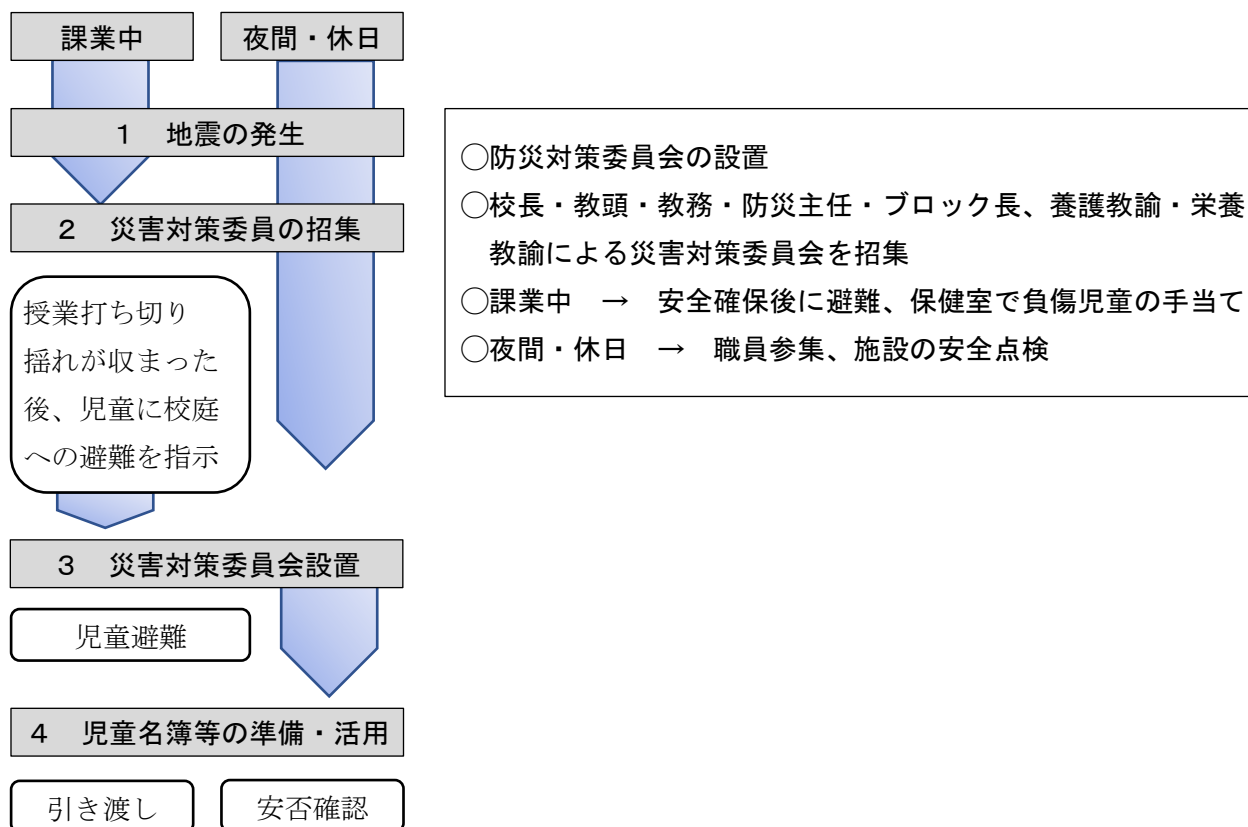 課業中
夜間・休日
１ 地震の発生
２ 災害対策委員の招集
授業打ち切り
揺れが収まった
後、児童に校庭
への避難を指示
３ 災害対策委員会設置
児童避難
４ 児童名簿等の準備・活用
引き渡し
安否確認
○防災対策委員会の設置
○校長・教頭・教務・防災主任・ブロック長、養護教諭・栄養
教諭による災害対策委員会を招集
○課業中 → 安全確保後に避難、保健室で負傷児童の手当て
○夜間・休日 → 職員参集、施設の安全点検